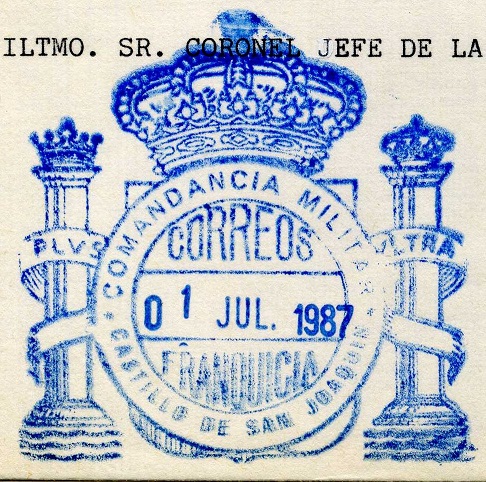 ILTMO. SR. CORONEL JEFE DE LA
PLVS VLTRA
COMANDANCIA MILITAR
CORREOS
01 JUL. 1987
FRANQUICIA
CASTILLO DE SAN JOAQUIN